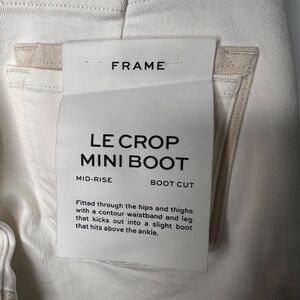 FRAME
LE CROP
MINI BOOT
MID-RISE BOOT CUT
Fitted through the hips and thighs
with a contour waistband and leg
that kicks out into a slight boot
that hits above the ankle.